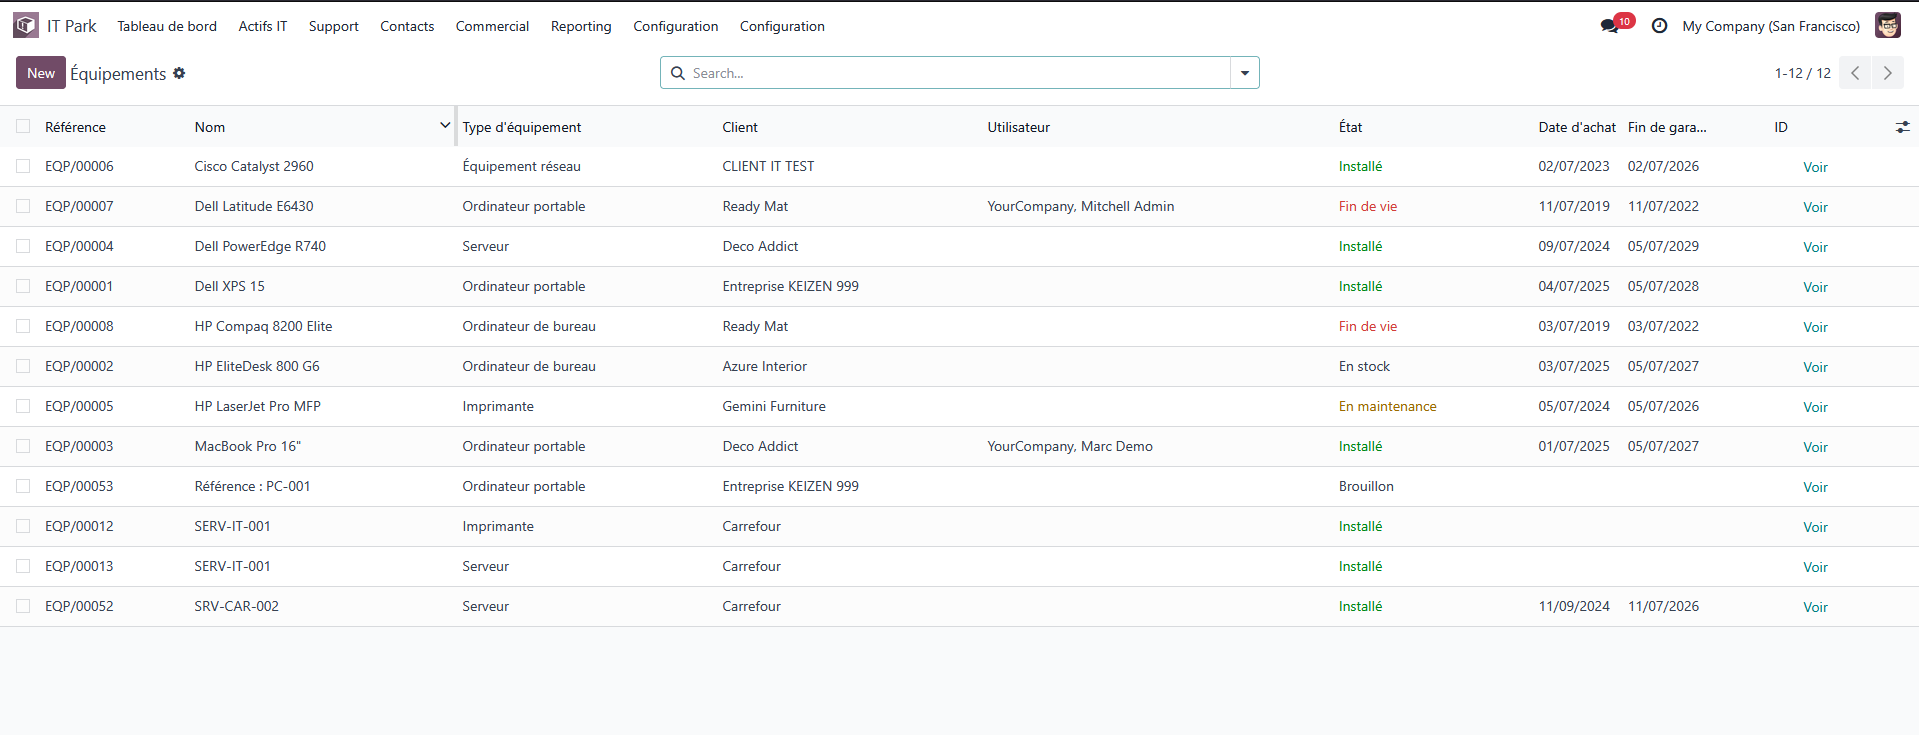 IT Park Tableau de bord Actifs IT Support Contacts Commercial Reporting Configuration Configuration 10 My Company (San Francisco)
New Équipements Search... 1-12 / 12
Référence Nom Type d'équipement Client Utilisateur État Date d'achat Fin de gara... ID
EQP/00006 Cisco Catalyst 2960 Équipement réseau CLIENT IT TEST Installé 02/07/2023 02/07/2026 Voir
EQP/00007 Dell Latitude E6430 Ordinateur portable Ready Mat YourCompany, Mitchell Admin Fin de vie 11/07/2019 11/07/2022 Voir
EQP/00004 Dell PowerEdge R740 Serveur Deco Addict Installé 09/07/2024 05/07/2029 Voir
EQP/00001 Dell XPS 15 Ordinateur portable Entreprise KEIZEN 999 Installé 04/07/2025 05/07/2028 Voir
EQP/00008 HP Compaq 8200 Elite Ordinateur de bureau Ready Mat Fin de vie 03/07/2019 03/07/2022 Voir
EQP/00002 HP EliteDesk 800 G6 Ordinateur de bureau Azure Interior En stock 03/07/2025 05/07/2027 Voir
EQP/00005 HP LaserJet Pro MFP Imprimante Gemini Furniture En maintenance 05/07/2024 05/07/2026 Voir
EQP/00003 MacBook Pro 16" Ordinateur portable Deco Addict YourCompany, Marc Demo Installé 01/07/2025 05/07/2027 Voir
EQP/00053 Référence : PC-001 Ordinateur portable Entreprise KEIZEN 999 Brouillon Voir
EQP/00012 SERV-IT-001 Imprimante Carrefour Installé Voir
EQP/00013 SERV-IT-001 Serveur Carrefour Installé Voir
EQP/00052 SRV-CAR-002 Serveur Carrefour Installé 11/09/2024 11/07/2026 Voir